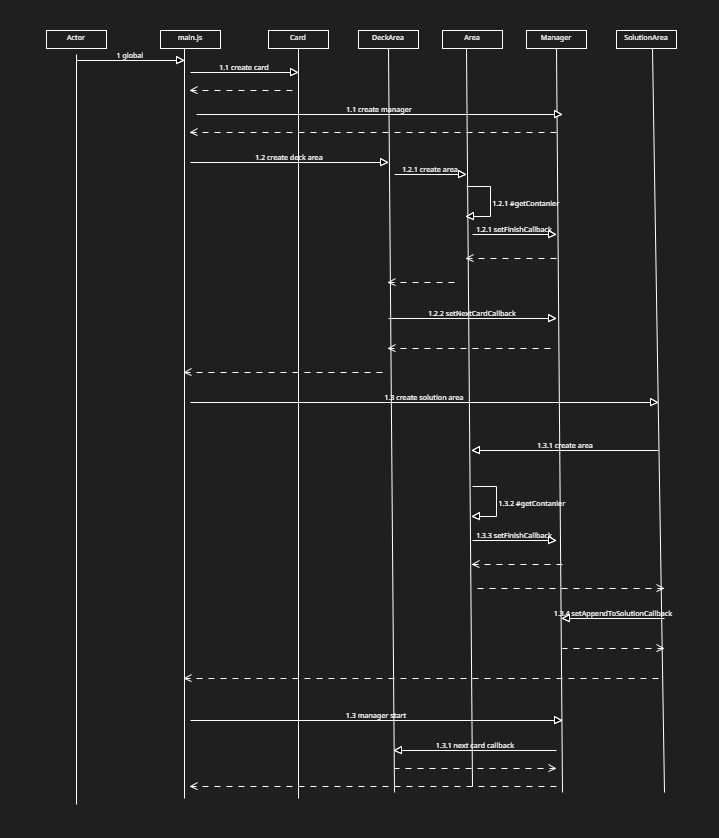 Actor
main.js
Card
DeckArea
Area
Manager
SolutionArea
1 global
1.1 create card
1.1 create manager
1.2 create deck area
1.2.1 create area
1.2.1 #getContanier
1.2.1 setFinishCallback
1.2.2 setNextCardCallback
1.3 create solution area
1.3.1 create area
1.3.2 #getContanier
1.3.3 setFinishCallback
1.3.4 setAppendToSolutionCallback
1.3 manager start
1.3.1 next card callback